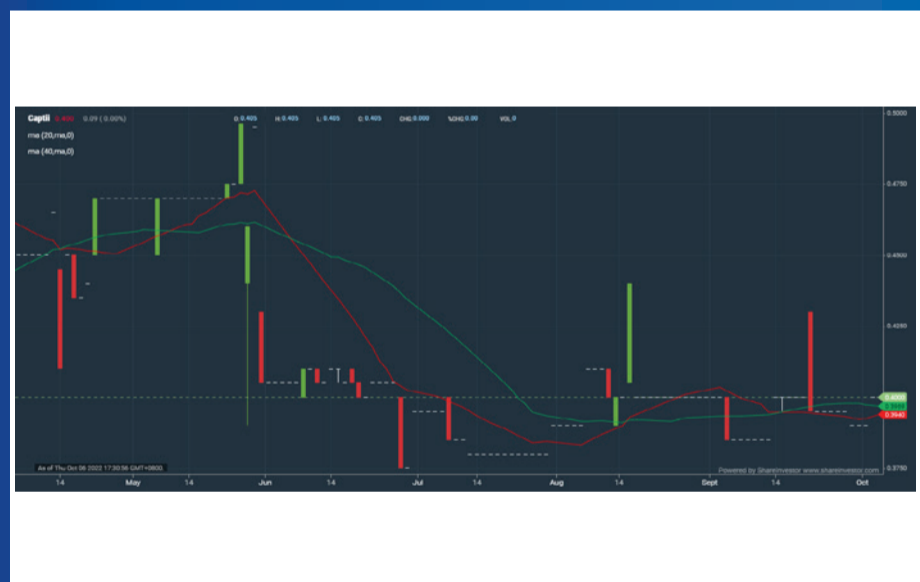 Captii 0.405 0.09 (0.00%) O: 0.405 H: 0.405 L: 0.405 C: 0.405 CHG: 0.000 %CHG: 0.00 VOL: 0
ma (20,ma,0)
ma (40,ma,0)
0.5000
0.4750
0.4500
0.4250
0.4000
0.3940
0.3750
As of Thu Oct 06 2022 17:30:56 GMT+0800,
Powered by ShareInvestor www.shareinvestor.com
14 May 14 Jun 14 Jul 14 Aug 14 Sept 14 Oct